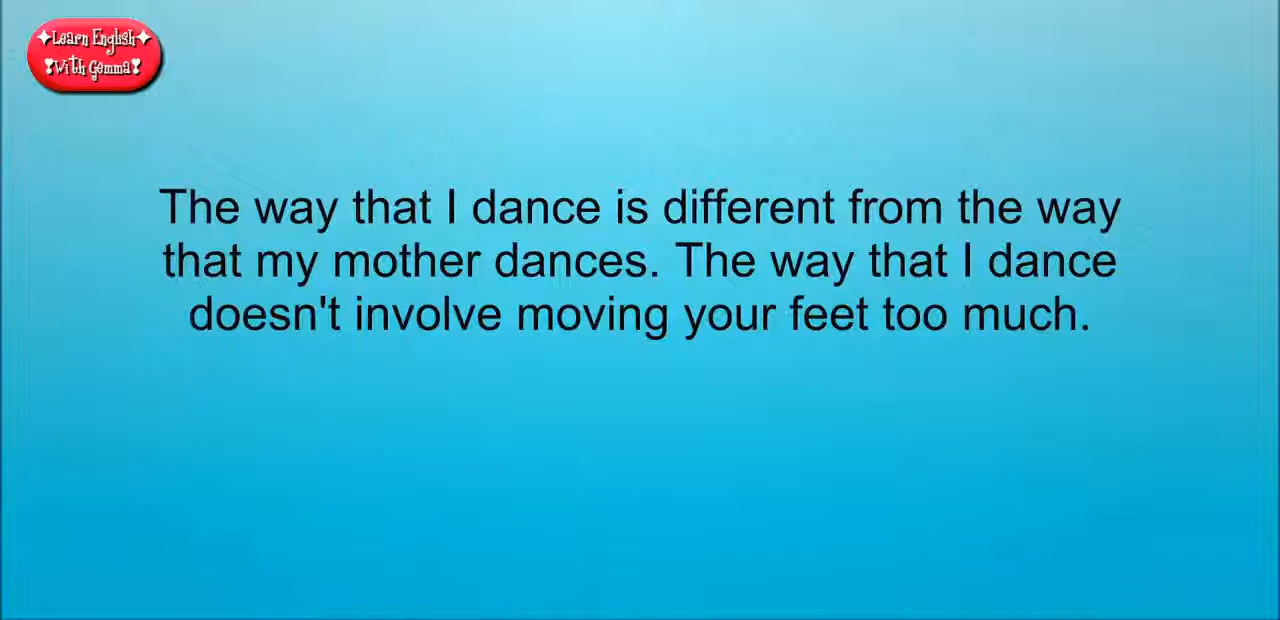 ✦Learn English✦
❣With Gemma❣
The way that I dance is different from the way
that my mother dances. The way that I dance
doesn't involve moving your feet too much.